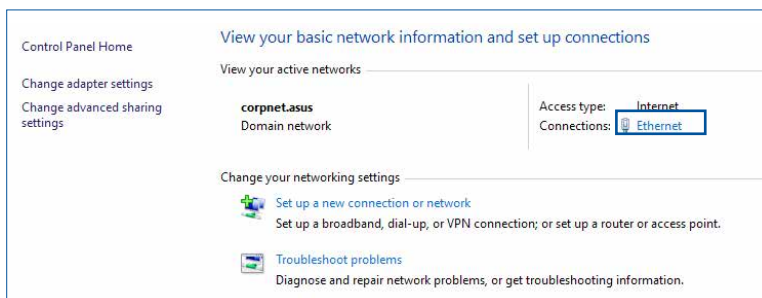 Control Panel Home
Change adapter settings
Change advanced sharing
settings
View your basic network information and set up connections
View your active networks
corpnet.asus
Domain network
Access type: Internet
Connections: Ethernet
Change your networking settings
Set up a new connection or network
Set up a broadband, dial-up, or VPN connection; or set up a router or access point.
Troubleshoot problems
Diagnose and repair network problems, or get troubleshooting information.